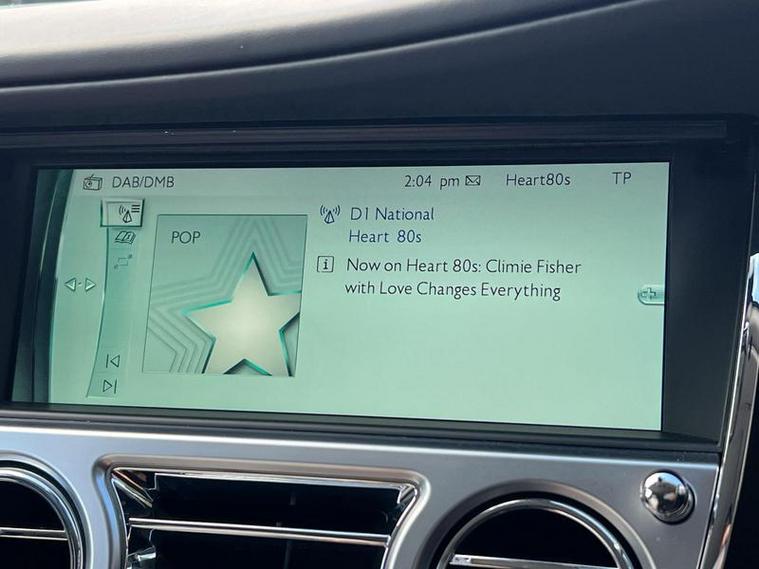 DAB/DMB 2:04 pm Heart80s TP
POP
D1 National
Heart 80s
i Now on Heart 80s: Climie Fisher
with Love Changes Everything